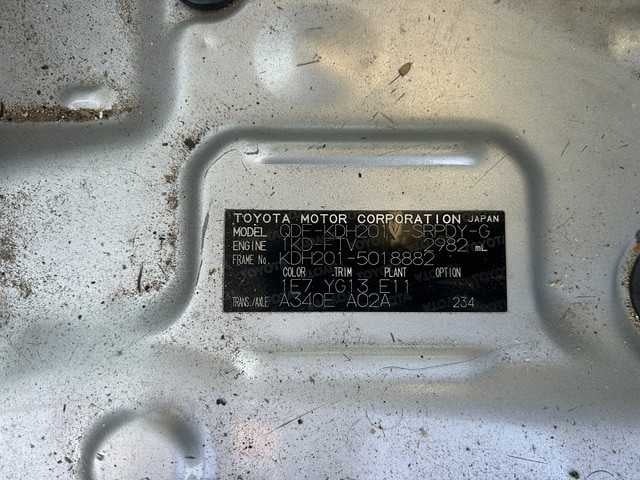 TOYOTA MOTOR CORPORATION JAPAN
MODEL QDF-KDH201V-SRPDY-G
ENGINE 1KD-FTV 2982 mL
FRAME No. KDH201-5018882
COLOR TRIM PLANT OPTION
1E7 YG13 E11
TRANS./AXLE A340E A02A 234